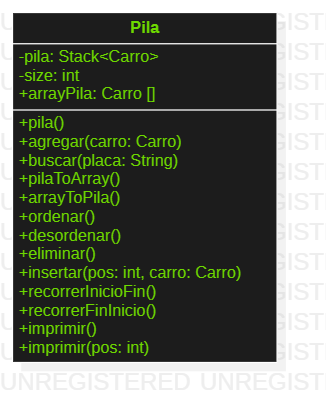 Pila
-pila: Stack<Carro>
-size: int
+arrayPila: Carro []
+pila()
+agregar(carro: Carro)
+buscar(placa: String)
+pilaToArray()
+arrayToPila()
+ordenar()
+desordenar()
+eliminar()
+insertar(pos: int, carro: Carro)
+recorrerInicioFin()
+recorrerFinInicio()
+imprimir()
+imprimir(pos: int)
UNREGISTERED UNREGIST